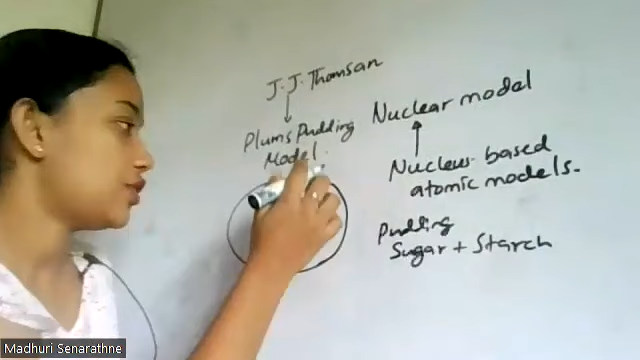 J.J. Thomsan
Plums Pudding
Model.
Nuclear model
Nucleus-based
atomic models.
Pudding
Sugar + Starch
Madhuri Senarathne